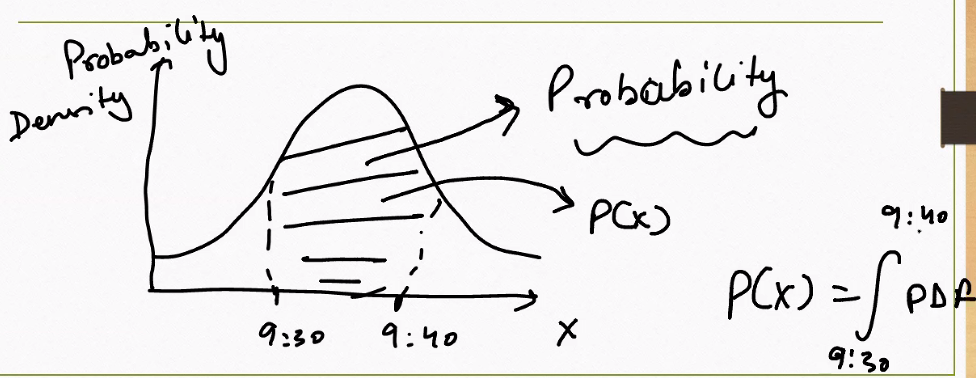 Probability
Density
Probability
P(x)
9:30 9:40 X
9:40
P(x) = ∫ PDF
9:30